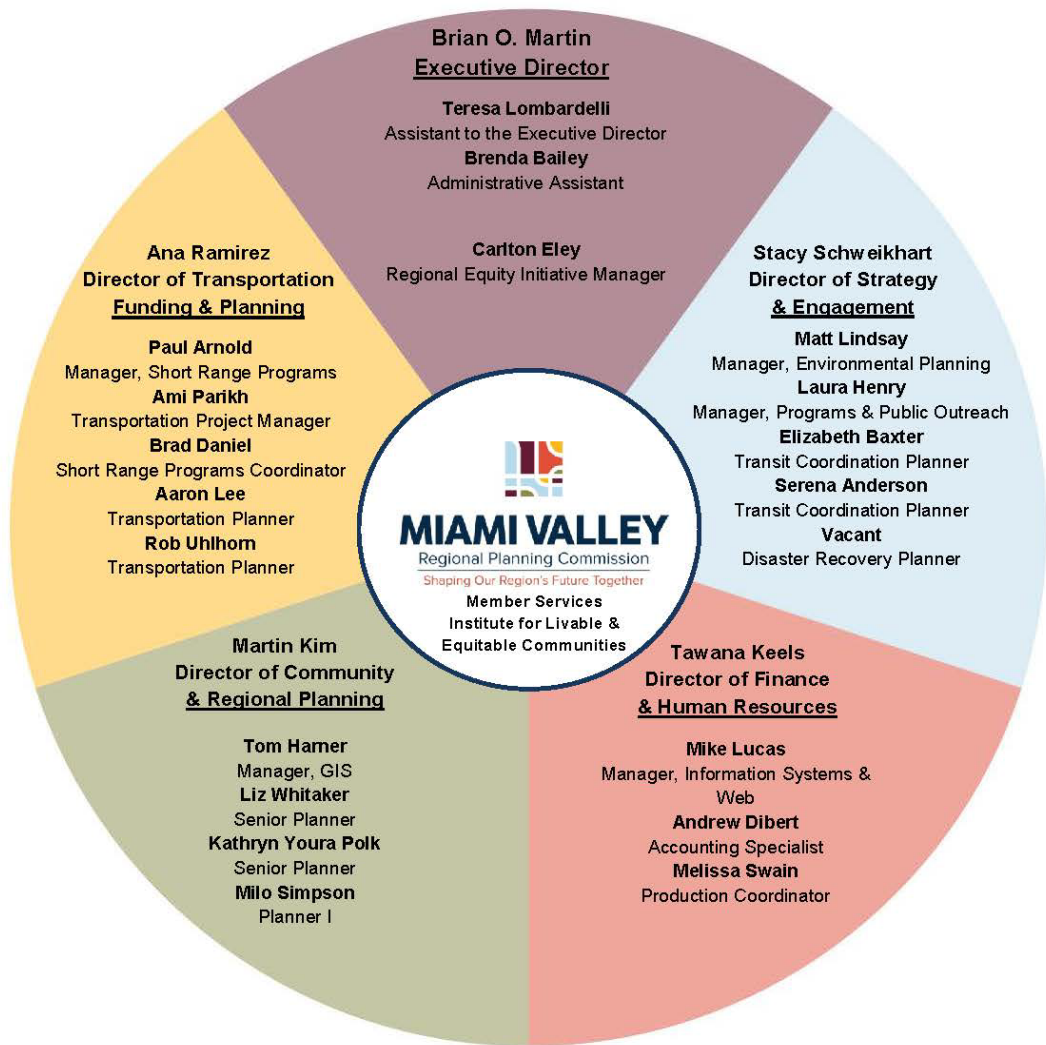 Brian O. Martin
Executive Director
Teresa Lombardelli
Assistant to the Executive Director
Brenda Bailey
Administrative Assistant
Carlton Eley
Regional Equity Initiative Manager
Ana Ramirez
Director of Transportation
Funding & Planning
Paul Arnold
Manager, Short Range Programs
Ami Parikh
Transportation Project Manager
Brad Daniel
Short Range Programs Coordinator
Aaron Lee
Transportation Planner
Rob Uhlhorn
Transportation Planner
Stacy Schweikhart
Director of Strategy
& Engagement
Matt Lindsay
Manager, Environmental Planning
Laura Henry
Manager, Programs & Public Outreach
Elizabeth Baxter
Transit Coordination Planner
Serena Anderson
Transit Coordination Planner
Vacant
Disaster Recovery Planner
MIAMI VALLEY
Regional Planning Commission
Shaping Our Region's Future Together
Member Services
Institute for Livable &
Equitable Communities
Martin Kim
Director of Community
& Regional Planning
Tom Harner
Manager, GIS
Liz Whitaker
Senior Planner
Kathryn Youra Polk
Senior Planner
Milo Simpson
Planner I
Tawana Keels
Director of Finance
& Human Resources
Mike Lucas
Manager, Information Systems &
Web
Andrew Dibert
Accounting Specialist
Melissa Swain
Production Coordinator